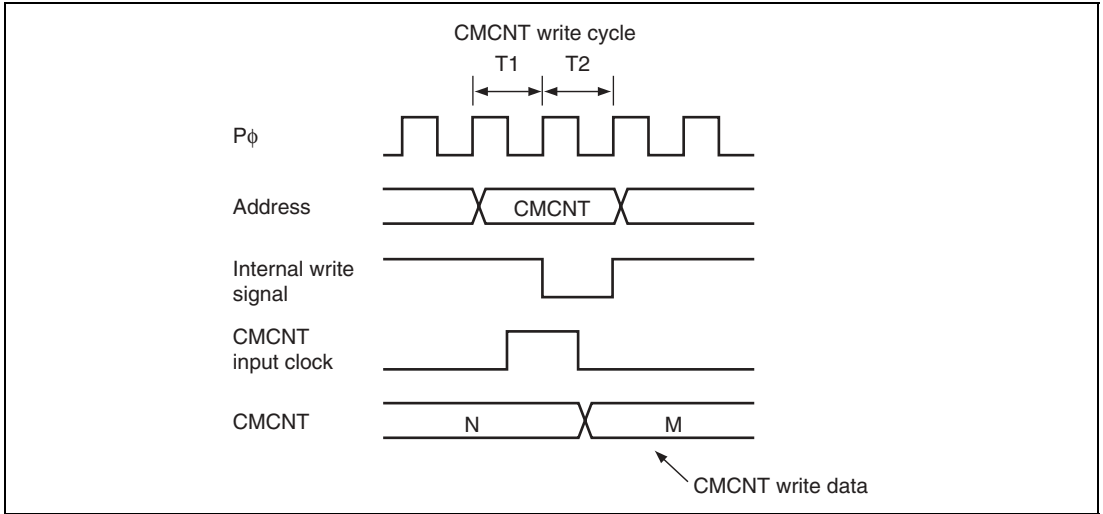 CMCNT write cycle
T1 T2
Pϕ
Address
CMCNT
Internal write
signal
CMCNT
input clock
CMCNT
N
M
CMCNT write data